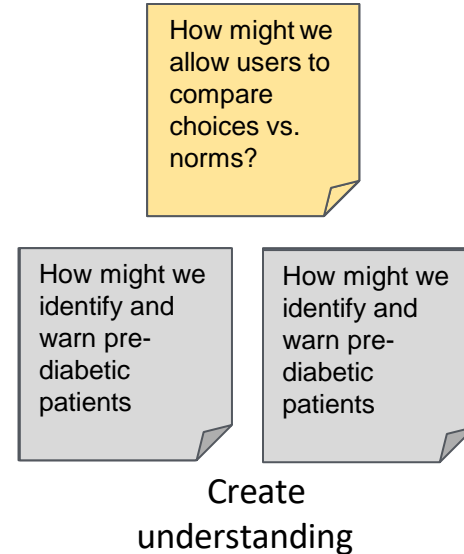 How might we
allow users to
compare
choices vs.
norms?
How might we
identify and
warn pre-
diabetic
patients
How might we
identify and
warn pre-
diabetic
patients
Create
understanding